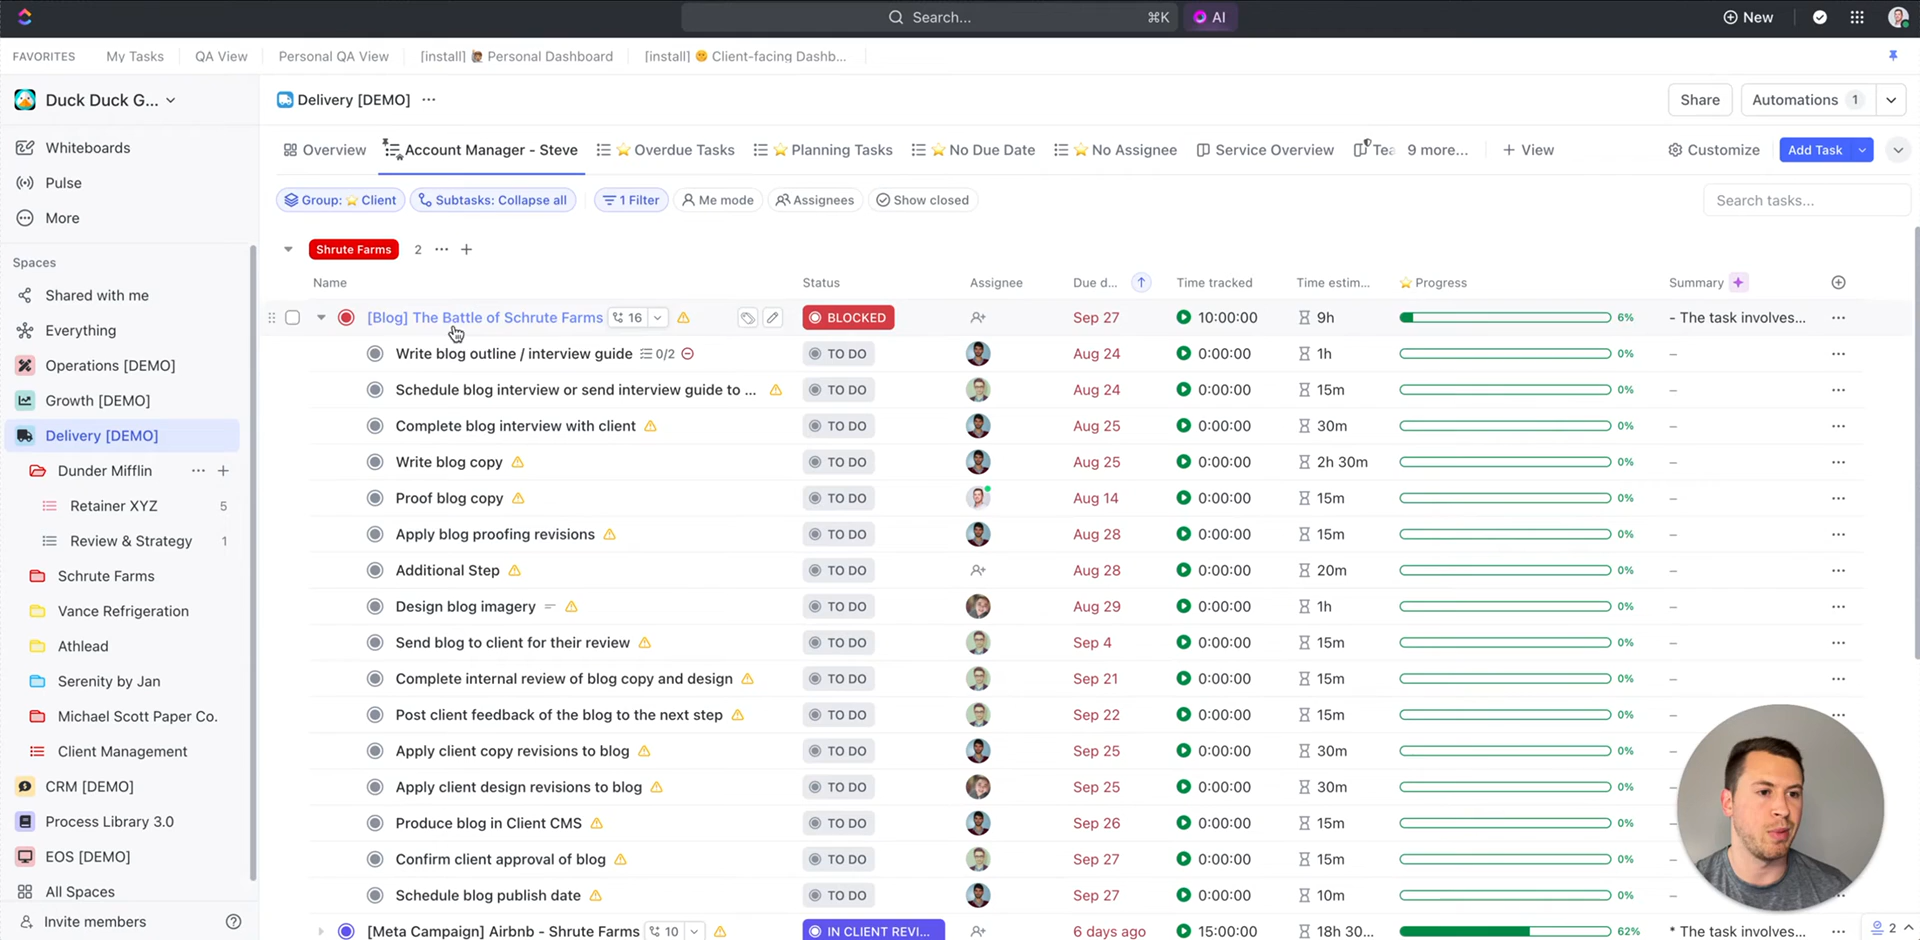 Search... ⌘K AI New
FAVORITES My Tasks QA View Personal QA View [install] Personal Dashboard [install] Client-facing Dashb...
Duck Duck G... Delivery [DEMO] ... Share Automations 1
Whiteboards
Pulse
More
Overview Account Manager - Steve Overdue Tasks Planning Tasks No Due Date No Assignee Service Overview Tea 9 more... + View Customize Add Task
Group: Client Subtasks: Collapse all 1 Filter Me mode Assignees Show closed Search tasks...
Spaces
Shared with me
Everything
Operations [DEMO]
Growth [DEMO]
Delivery [DEMO]
Dunder Mifflin ... +
Retainer XYZ 5
Review & Strategy 1
Schrute Farms
Vance Refrigeration
Athlead
Serenity by Jan
Michael Scott Paper Co.
Client Management
CRM [DEMO]
Process Library 3.0
EOS [DEMO]
All Spaces
Invite members
Shrute Farms 2 ... +
Name Status Assignee Due d... Time tracked Time estim... Progress Summary
[Blog] The Battle of Schrute Farms 16 BLOCKED Sep 27 10:00:00 9h 6% - The task involves... ...
Write blog outline / interview guide 0/2 TO DO Aug 24 0:00:00 1h 0% – ...
Schedule blog interview or send interview guide to ... TO DO Aug 24 0:00:00 15m 0% – ...
Complete blog interview with client TO DO Aug 25 0:00:00 30m 0% – ...
Write blog copy TO DO Aug 25 0:00:00 2h 30m 0% – ...
Proof blog copy TO DO Aug 14 0:00:00 15m 0% – ...
Apply blog proofing revisions TO DO Aug 28 0:00:00 15m 0% – ...
Additional Step TO DO Aug 28 0:00:00 20m 0% – ...
Design blog imagery TO DO Aug 29 0:00:00 1h 0% – ...
Send blog to client for their review TO DO Sep 4 0:00:00 15m 0% – ...
Complete internal review of blog copy and design TO DO Sep 21 0:00:00 15m 0% – ...
Post client feedback of the blog to the next step TO DO Sep 22 0:00:00 15m 0% – ...
Apply client copy revisions to blog TO DO Sep 25 0:00:00 30m 0% –
Apply client design revisions to blog TO DO Sep 25 0:00:00 30m 0% –
Produce blog in Client CMS TO DO Sep 26 0:00:00 15m 0% –
Confirm client approval of blog TO DO Sep 27 0:00:00 15m 0% –
Schedule blog publish date TO DO Sep 27 0:00:00 10m 0% –
[Meta Campaign] Airbnb - Shrute Farms 10 IN CLIENT REVI... 6 days ago 15:00:00 18h 30... 62% * The task involves... ... 2